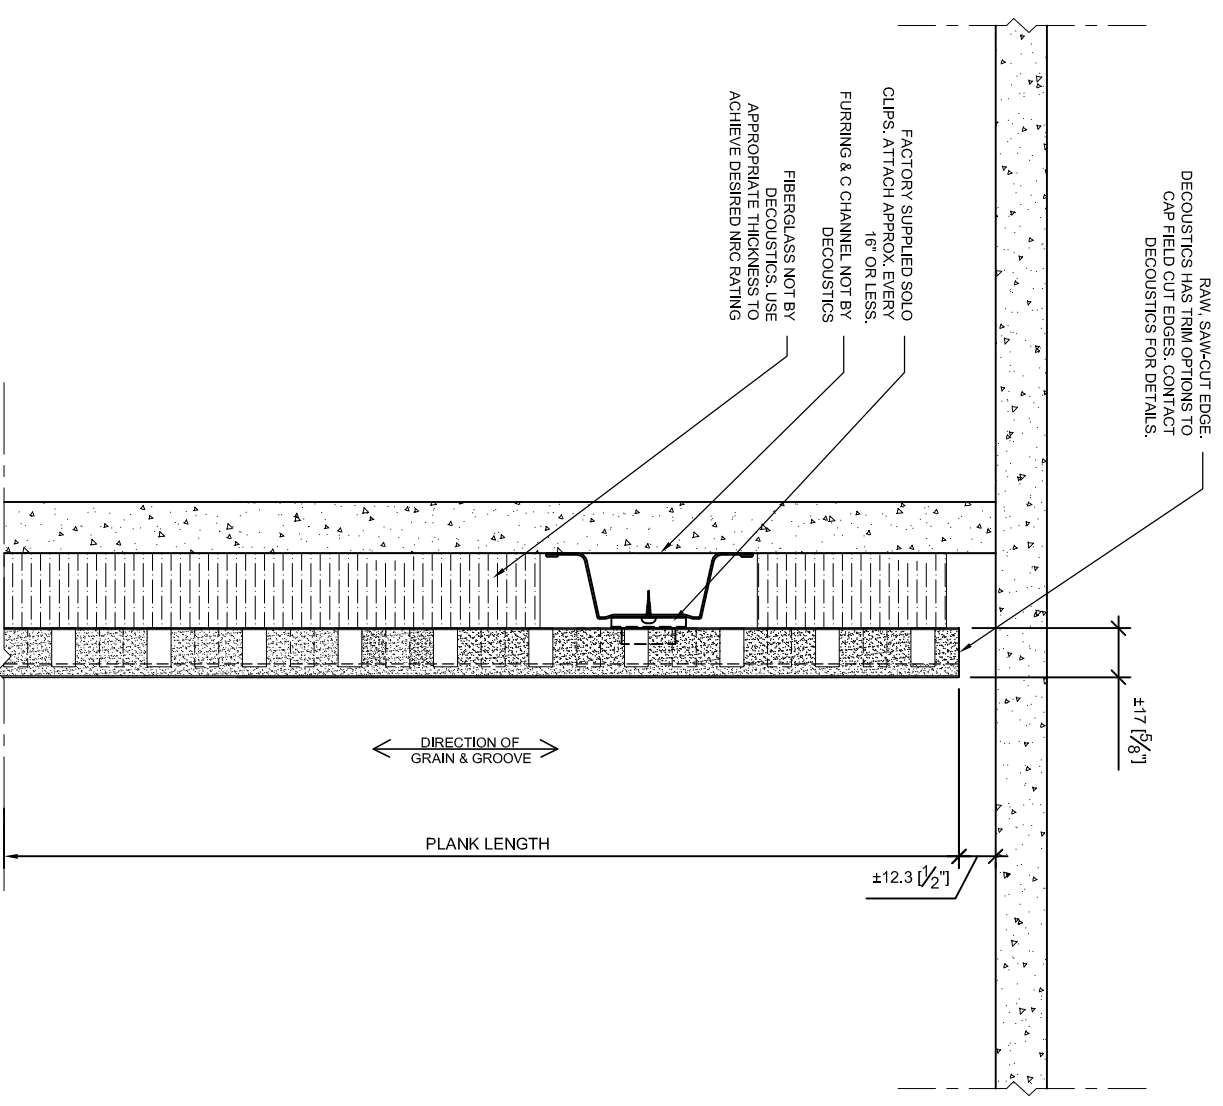 RAW, SAW-CUT EDGE.
DECOUSTICS HAS TRIM OPTIONS TO
CAP FIELD CUT EDGES. CONTACT
DECOUSTICS FOR DETAILS.
FACTORY SUPPLIED SOLO
CLIPS. ATTACH APPROX. EVERY
16" OR LESS.
FURRING & C CHANNEL NOT BY
DECOUSTICS
FIBERGLASS NOT BY
DECOUSTICS. USE
APPROPRIATE THICKNESS TO
ACHIEVE DESIRED NRC RATING
±17 [5/8"]
DIRECTION OF
GRAIN & GROOVE
PLANK LENGTH
±12.3 [1/2"]